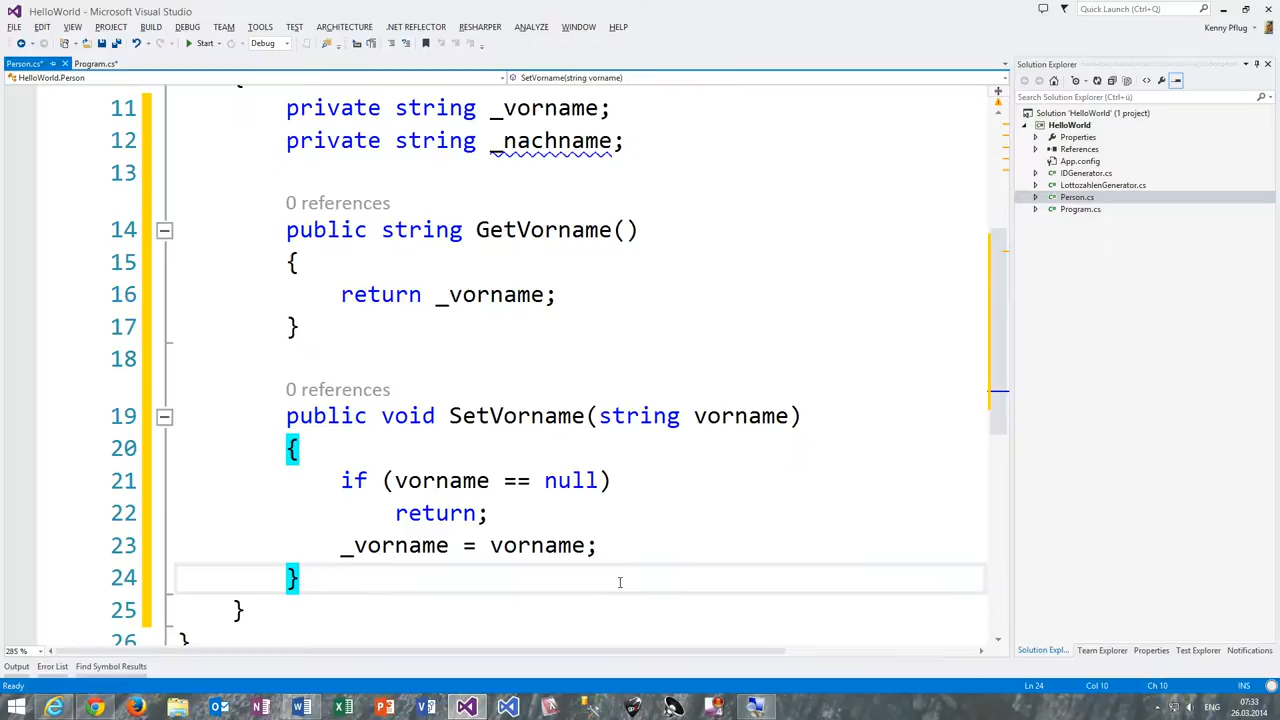 HelloWorld - Microsoft Visual Studio
Quick Launch (Ctrl+Q)
FILE EDIT VIEW PROJECT BUILD DEBUG TEAM TOOLS TEST ARCHITECTURE .NET REFLECTOR RESHARPER ANALYZE WINDOW HELP
Kenny Pflug
Start Debug
Person.cs* Program.cs*
HelloWorld.Person SetVorname(string vorname)
11 private string _vorname;
12 private string _nachname;
13
0 references
14 public string GetVorname()
15 {
16 return _vorname;
17 }
18
0 references
19 public void SetVorname(string vorname)
20 {
21 if (vorname == null)
22 return;
23 _vorname = vorname;
24 }
25 }
26 }
285 %
Solution Explorer
Search Solution Explorer (Ctrl+ü)
Solution 'HelloWorld' (1 project)
HelloWorld
Properties
References
App.config
IDGenerator.cs
LottozahlenGenerator.cs
Person.cs
Program.cs
Solution Expl... Team Explorer Properties Test Explorer Notifications
Output Error List Find Symbol Results
Ready Ln 24 Col 10 Ch 10 INS
ENG 07:33
26.03.2014